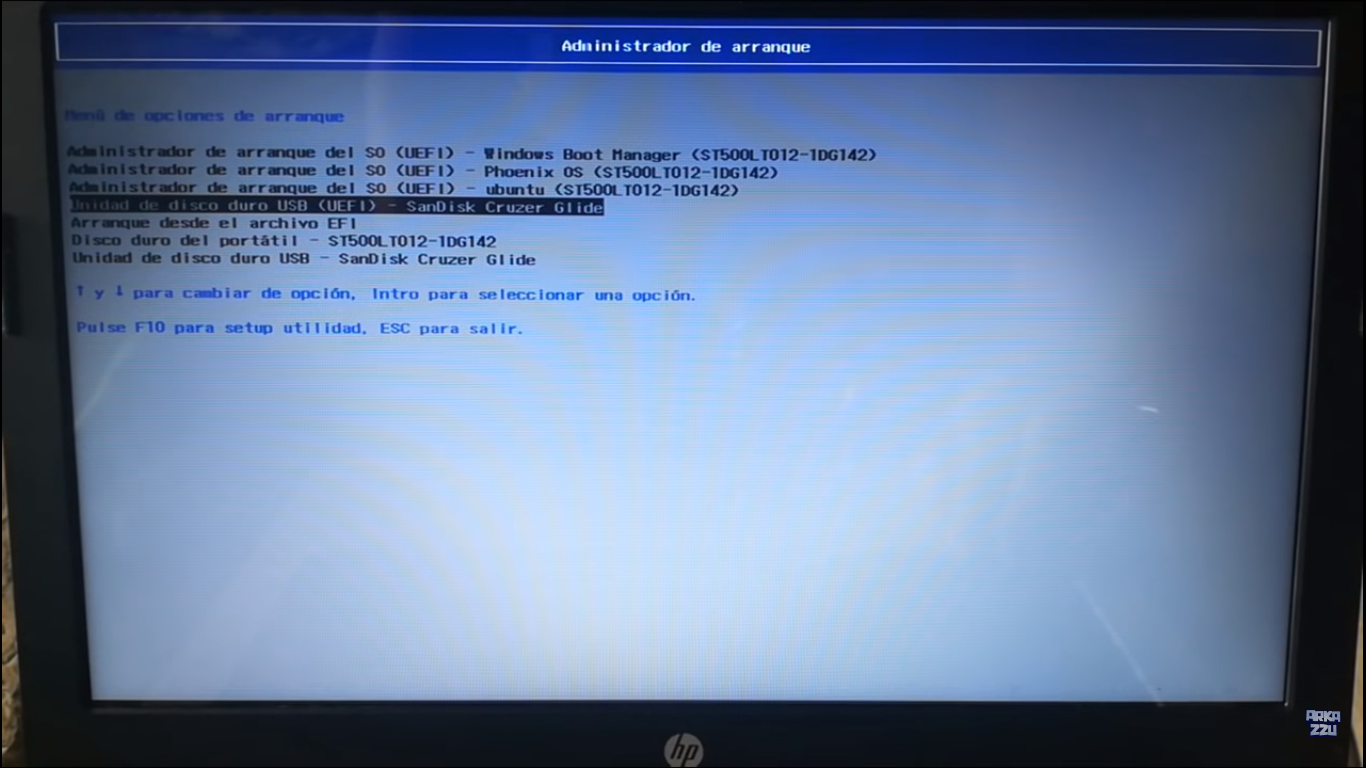 Administrador de arranque
Menú de opciones de arranque
Administrador de arranque del SO (UEFI) - Windows Boot Manager (ST500LT012-1DG142)
Administrador de arranque del SO (UEFI) - Phoenix OS (ST500LT012-1DG142)
Administrador de arranque del SO (UEFI) - ubuntu (ST500LT012-1DG142)
Unidad de disco duro USB (UEFI) - SanDisk Cruzer Glide
Arranque desde el archivo EFI
Disco duro del portátil - ST500LT012-1DG142
Unidad de disco duro USB - SanDisk Cruzer Glide
↑ y ↓ para cambiar de opción, Intro para seleccionar una opción.
Pulse F10 para setup utilidad, ESC para salir.
ARKA
ZZU
hp